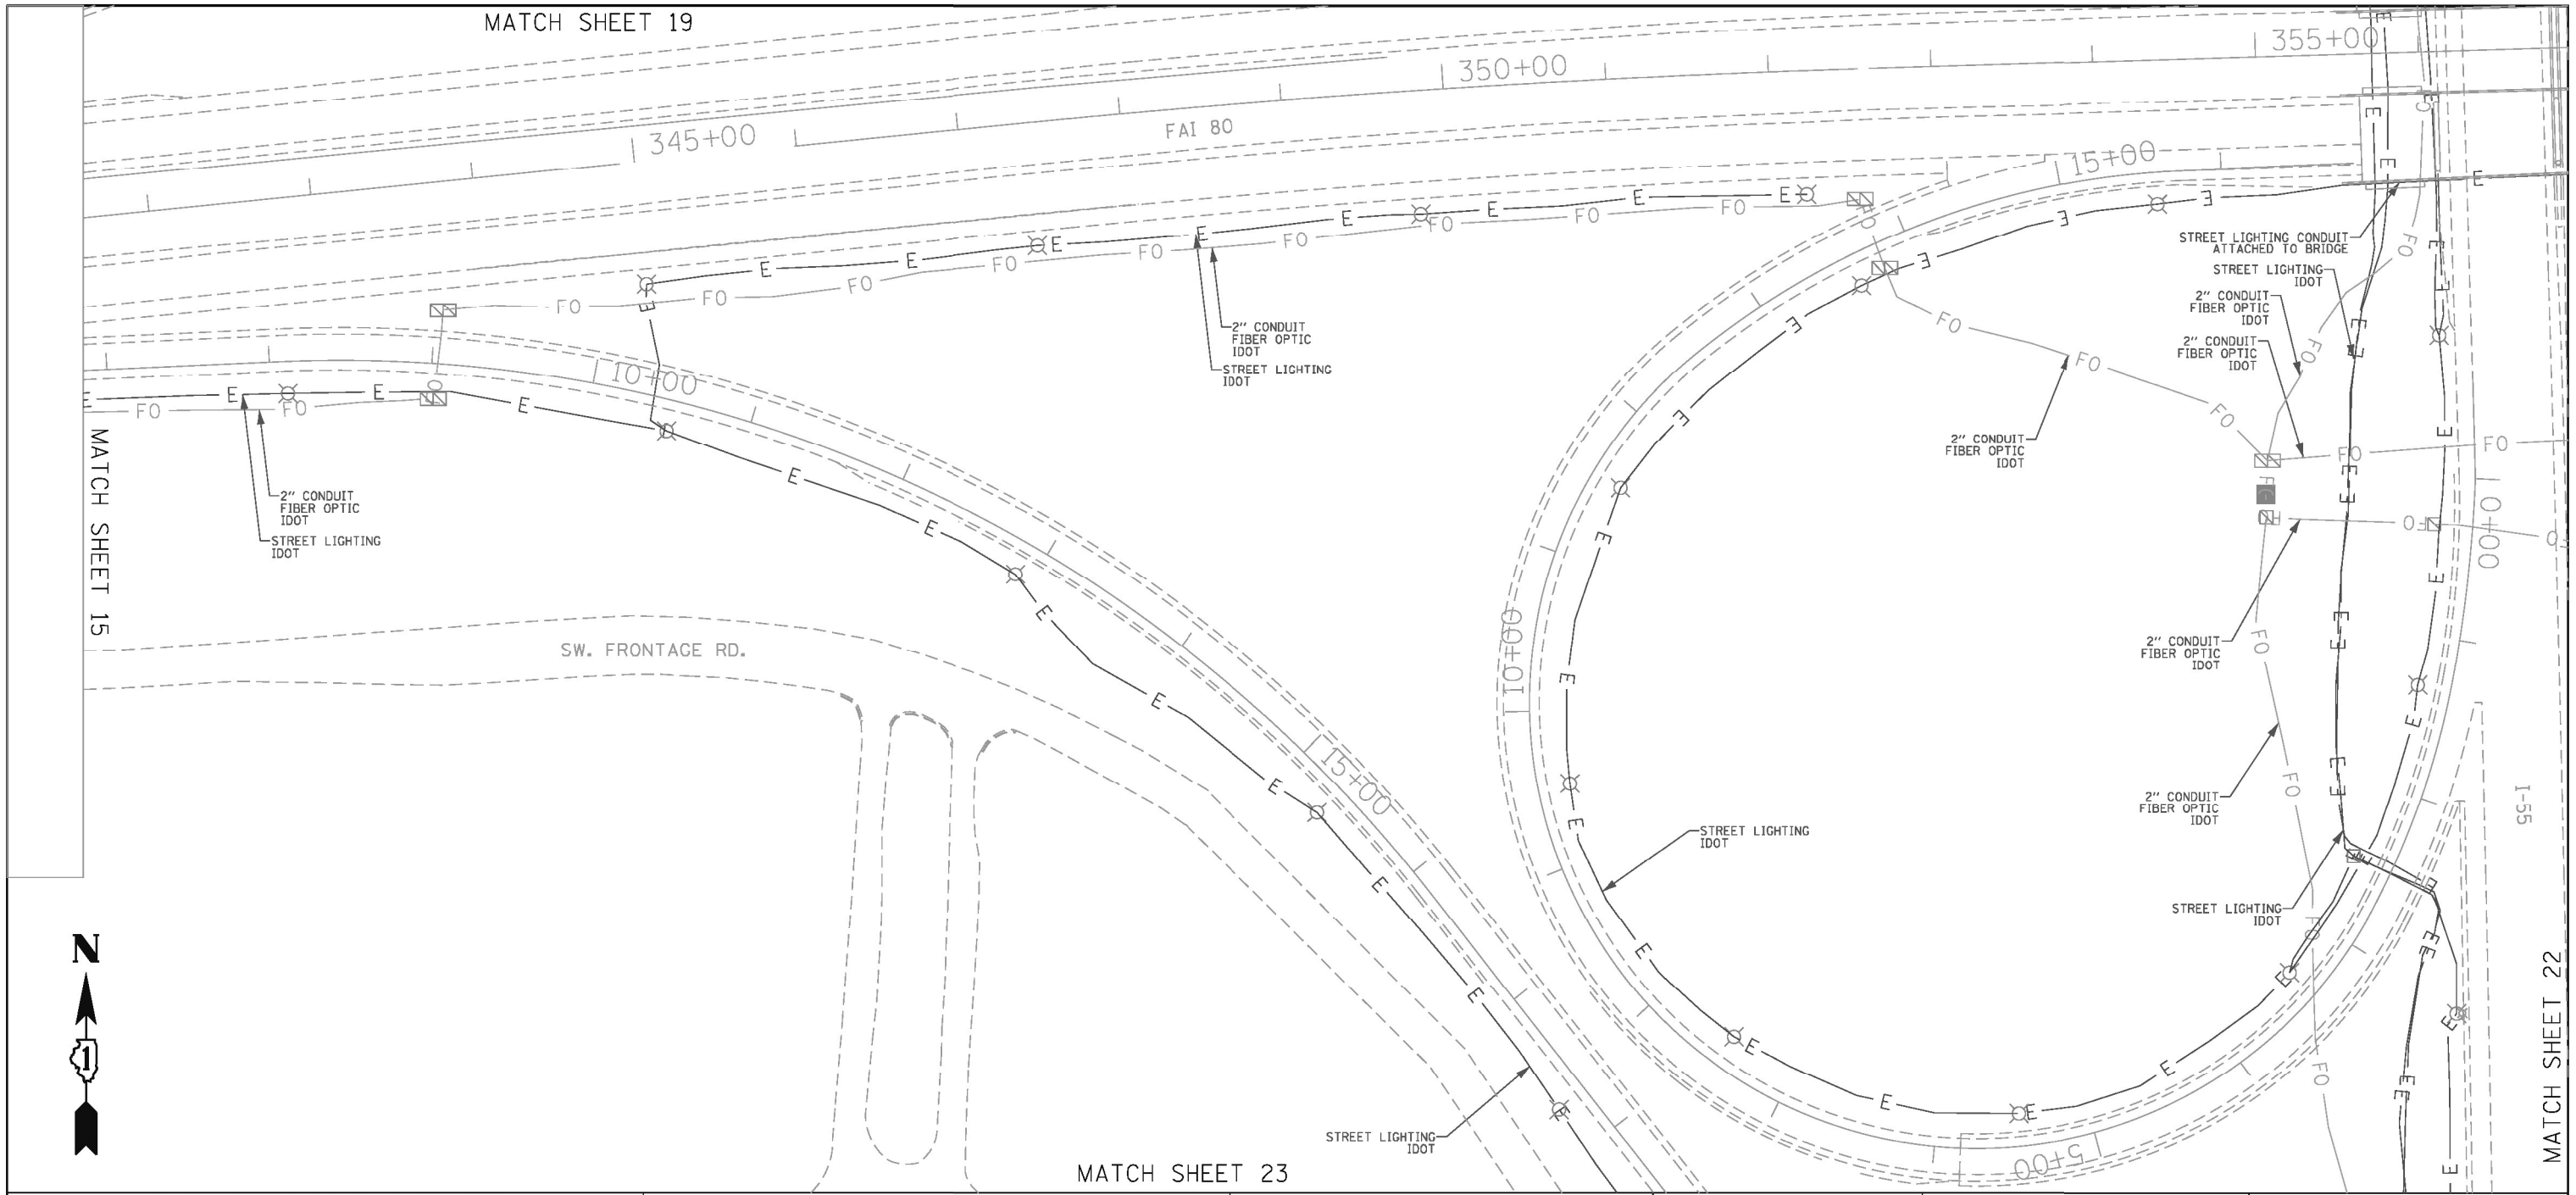 MATCH SHEET 19
355+00
350+00
345+00
FAI 80
15+00
STREET LIGHTING CONDUIT
ATTACHED TO BRIDGE
STREET LIGHTING
IDOT
2" CONDUIT
FIBER OPTIC
IDOT
2" CONDUIT
FIBER OPTIC
IDOT
2" CONDUIT
FIBER OPTIC
IDOT
STREET LIGHTING
IDOT
10+00
2" CONDUIT
FIBER OPTIC
IDOT
MATCH SHEET 15
2" CONDUIT
FIBER OPTIC
IDOT
STREET LIGHTING
IDOT
0+00
SW. FRONTAGE RD.
10+00
2" CONDUIT
FIBER OPTIC
IDOT
15+00
2" CONDUIT
FIBER OPTIC
IDOT
I-55
STREET LIGHTING
IDOT
STREET LIGHTING
IDOT
N
1
MATCH SHEET 22
STREET LIGHTING
IDOT
5+00
MATCH SHEET 23
E
FO